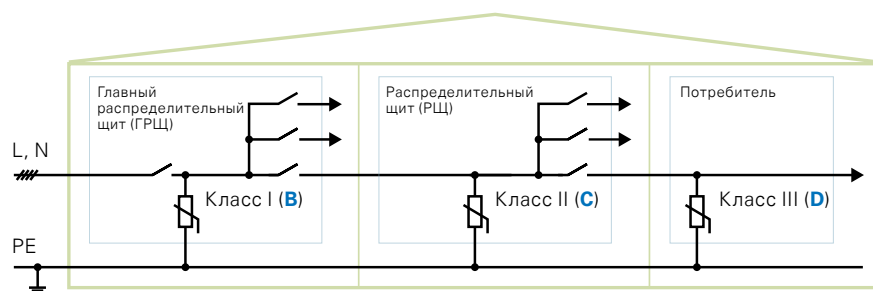 Главный
распределительный
щит (ГРЩ)
Распределительный
щит (РЩ)
Потребитель
L, N
Класс I (B)
Класс II (C)
Класс III (D)
PE